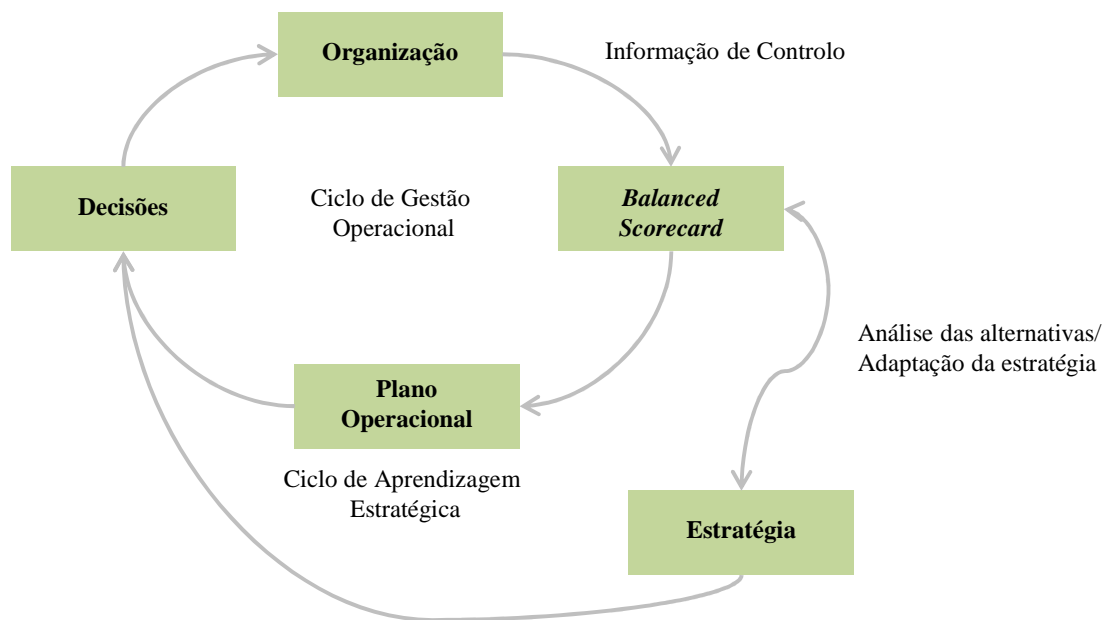 Organização
Informação de Controlo
Decisões
Ciclo de Gestão
Operacional
Balanced
Scorecard
Análise das alternativas/
Adaptação da estratégia
Plano
Operacional
Ciclo de Aprendizagem
Estratégica
Estratégia